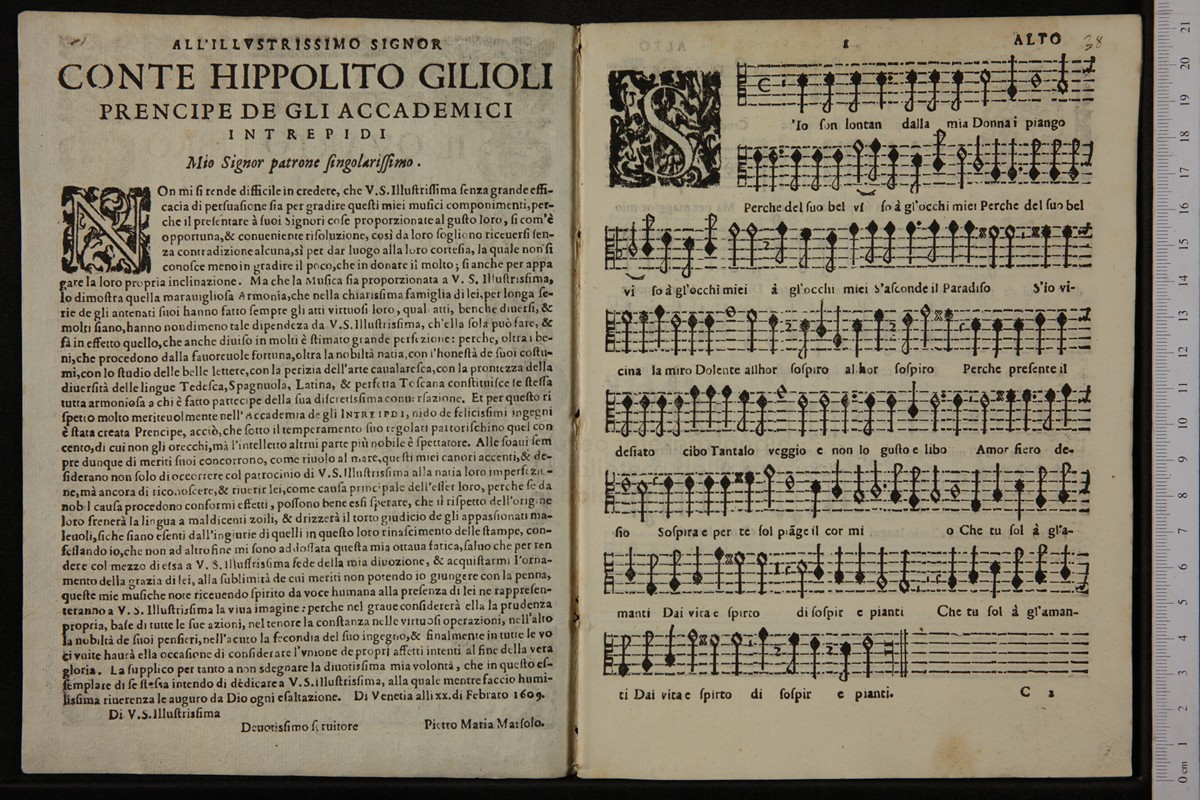 ALL'ILLVSTRISSIMO SIGNOR
CONTE HIPPOLITO GILIOLI
PRENCIPE DE GLI ACCADEMICI
INTREPIDI
Mio Signor patrone singolarissimo.
NOn mi si rende difficile in credere, che V.S. Illustrissima senza grande effi-
cacia di persuasione sia per gradire questi miei musici componimenti, per-
che il presentare à suoi Signori cose proporzionate al gusto loro, si com'è
opportuna, & conueniente risoluzione, così da loro sogliono riceuersi sen-
za contradizione alcuna, sì per dar luogo alla loro cortesia, la quale non si
conosce meno in gradire il poco, che in donare il molto; sì anche per appa
gare la loro propria inclinazione. Ma che la Musica sia proporzionata a V. S. Illustrissima,
lo dimostra quella marauigliosa Armonia, che nella chiarissima famiglia di lei, per longa se-
rie de gli antenati suoi hanno fatto sempre gli atti virtuosi loro, quali atti, benche diuersi, &
molti siano, hanno nondimeno tale dipendeza da V.S. Illustrissima, ch'ella sola può fare, &
fà in effetto quello, che anche diuiso in molti è stimato grande perfezione: perche, oltra i be-
ni, che procedono dalla fauoreuole fortuna, oltra la nobiltà natia, con l'honestà de suoi costu-
mi, con lo studio delle belle lettere, con la perizia dell'arte caualaresca, con la prontezza della
diuersità delle lingue Tedesca, Spagnuola, Latina, & perfetta Toscana constituisce se stessa
tutta armoniosa a chi è fatto partecipe della sua discretissima conuersazione. Et per questo ri
spetto molto meriteuolmente nell'Accademia de gli INTREPIDI, nido de felicissimi ingegni
è stata creata Prencipe, acciò, che sotto il temperamento suo regolati partorischino quel con
cento, di cui non gli orecchi, mà l'intelletto altrui parte più nobile è spettatore. Alle soaui sem
pre dunque di meriti suoi concorrono, come riuolo al mare, questi miei canori accenti, & de-
siderano non solo di occorrere col patrocinio di V.S. Illustrissima alla natia loro imperfezio-
ne, mà ancora di riconoscere, & riuerir lei, come causa principale dell'esser loro, perche se da
nobil causa procedono conformi effetti, possono bene essi sperare, che il rispetto dell'origine
loro frenerà la lingua a maldicenti zoili, & drizzerà il torto giudicio de gli appassionati ma-
leuoli, siche siano esenti dall'ingiurie di quelli in questo loro rinascimento delle stampe, con-
fessando io, che non ad altro fine mi sono addossata questa mia ottaua fatica, saluo che per ren
dere col mezzo di essa a V. S. Illustrissima fede della mia diuozione, & acquistarmi l'orna-
mento della grazia di lei, alla sublimità de cui meriti non potendo io giungere con la penna,
queste mie musiche note riceuendo spirito da voce humana alla presenza di lei ne rappresen-
teranno a V. S. Illustrissima la viua imagine: perche nel graue considererà ella la prudenza
propria, base di tutte le sue azioni, nel tenore la constanza nelle virtuosi operazioni, nell'alto
la nobiltà de suoi pensieri, nell'acuto la fecondia del suo ingegno, & finalmente in tutte le vo
ci vnite haurà ella occasione di considerare l'vnione de proprj affetti intenti al fine della vera
gloria. La supplico per tanto a non sdegnare la diuotissima mia volontà, che in questo es-
semplare di se stessa intendo di dedicare a V.S. Illustrissima, alla quale mentre faccio humi-
lissima riuerenza le auguro da Dio ogni esaltazione. Di Venetia alli xx. di Febraro 1609.
Di V.S. Illustrissima
Deuotissimo seruitore Pietro Maria Marsolo.
1 ALTO 38
S'Io son lontan dalla mia Donna i piango
Perche del suo bel vi so à gl'occhi miei Perche del suo bel
vi so à gl'occhi miei à gl'occhi miei S'asconde il Paradiso S'io vi-
cina la miro Dolente allhor sospiro allhor sospiro Perche presente il
desiato cibo Tantalo veggio e non lo gusto e libo Amor fiero de-
sio Sospira e per te sol piãge il cor mi o Che tu sol à gl'a-
manti Dai vita e spirto di sospir e pianti Che tu sol à gl'aman-
ti Dai vita e spirto di sospir e pianti.
C 2